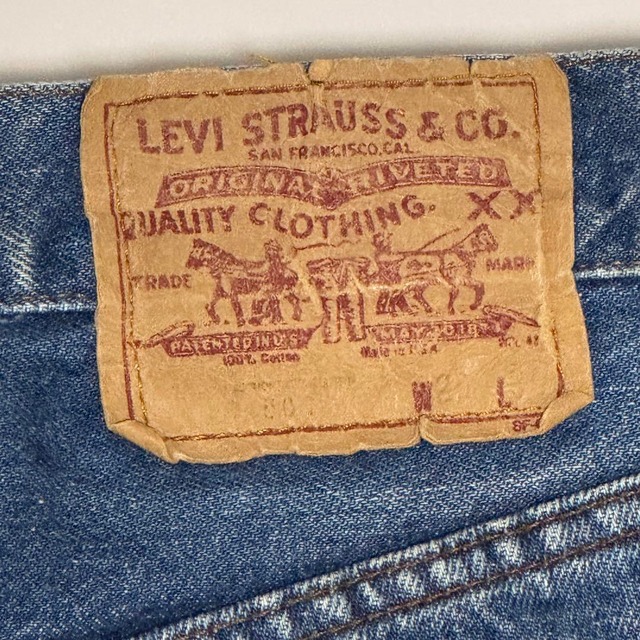 LEVI STRAUSS & CO.
SAN FRANCISCO, CAL.
ORIGINAL RIVETED
QUALITY CLOTHING. XX
TRADE MARK
PATENTED IN U.S. MAY 20 1873
100% Cotton Made in U.S.A.
W L